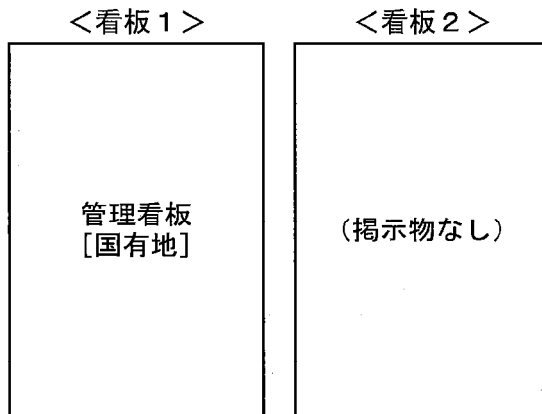 ＜看板１＞
＜看板２＞
管理看板
［国有地］
（掲示物なし）